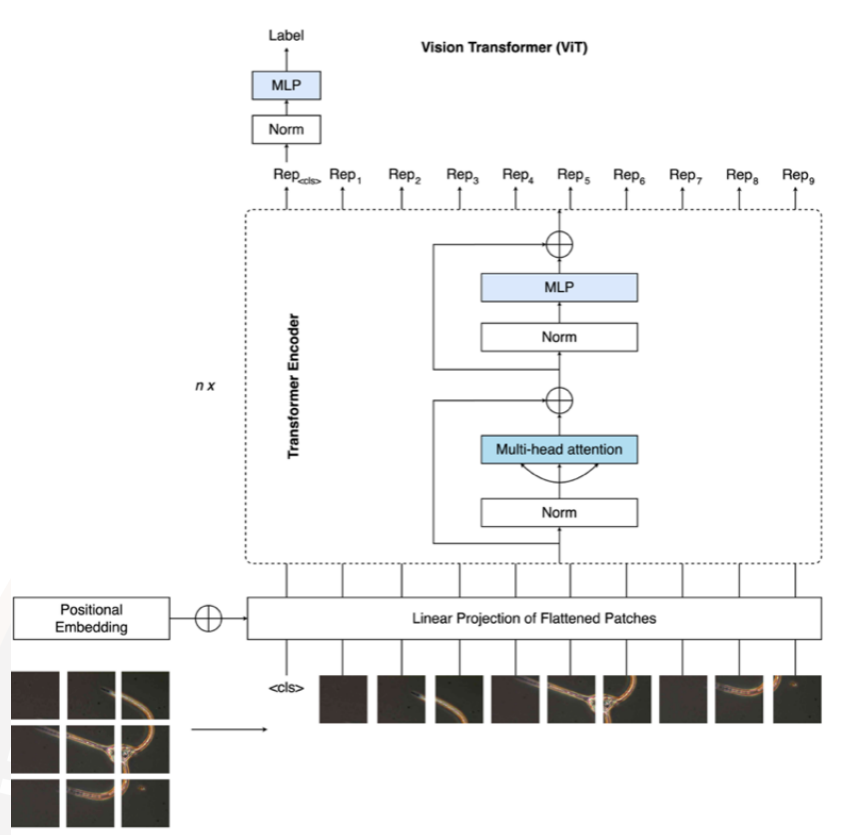 Label
Vision Transformer (ViT)
MLP
Norm
Rep<cls> Rep1 Rep2 Rep3 Rep4 Rep5 Rep6 Rep7 Rep8 Rep9
MLP
Norm
Transformer Encoder
n x
Multi-head attention
Norm
Positional
Embedding
Linear Projection of Flattened Patches
<cls>